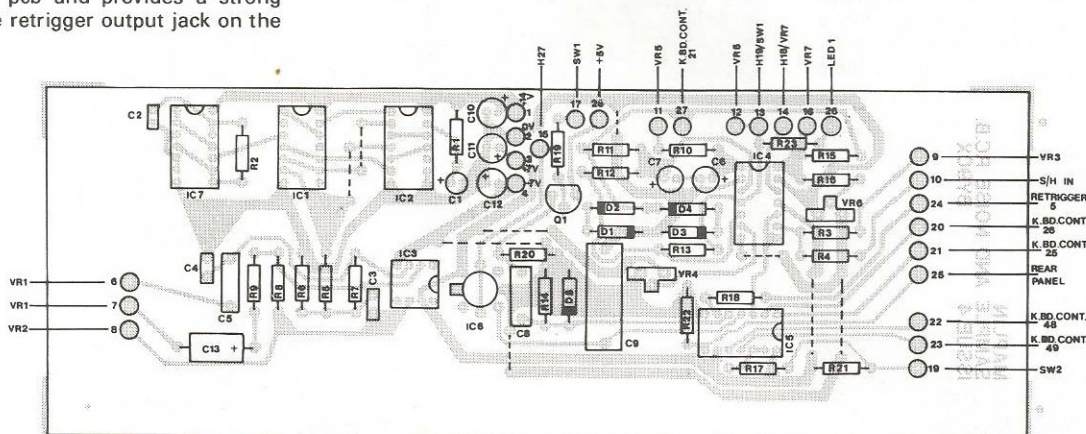 pcb and provides a strong
e retrigger output jack on the
H27
SW1
+5V
VR5
K.BD.CONT.
21
H19/SW1
H18/VR7
VR7
LED 1
17
26
11
27
12
13
14
16
15
C2
IC7
R2
IC1
IC2
R1
C10
C11
C12
C1
R19
Q1
R11
R12
R10
C7
C6
D2
D4
D1
D3
R13
IC4
R23
R15
R16
VR6
R3
R4
9
VR3
10
S/H IN
24
RETRIGGER
5
20
K.BD.CONT
26
21
K.BD.CONT
25
25
REAR
PANEL
22
K.BD.CONT.
48
23
K.BD.CONT
49
19
SW2
VR1
6
VR1
7
VR2
8
C4
C5
R9
R8
R6
R5
R7
C3
IC3
C13
R20
IC6
C8
R14
C9
VR4
R22
R18
IC5
R17
R21